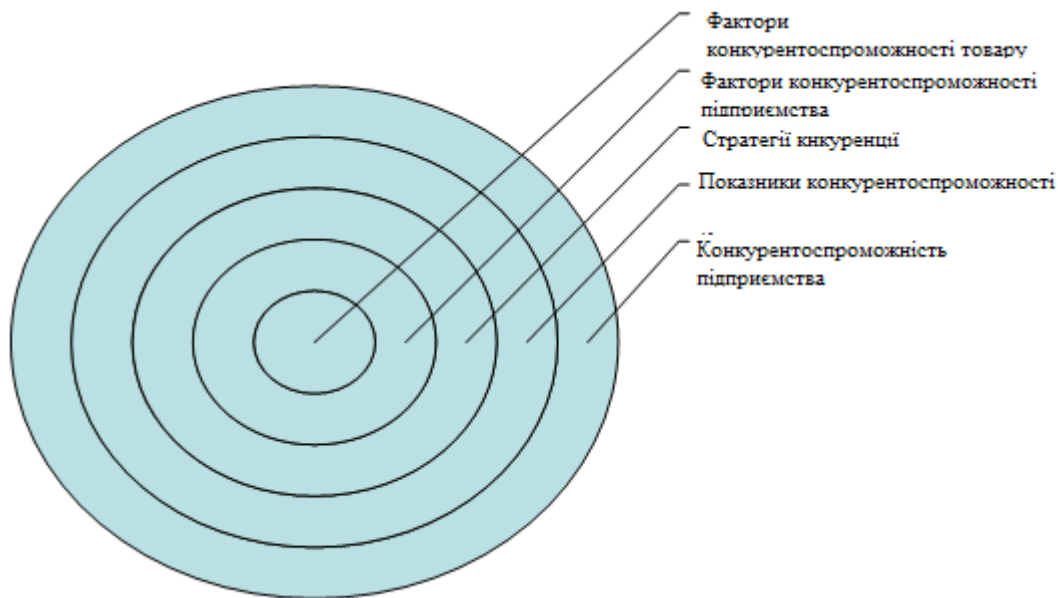 Фактори
конкурентоспроможності товару
Фактори конкурентоспроможності
підприємства
Стратегії кнкуренції
Показники конкурентоспроможності
Конкурентоспроможність
підприємства